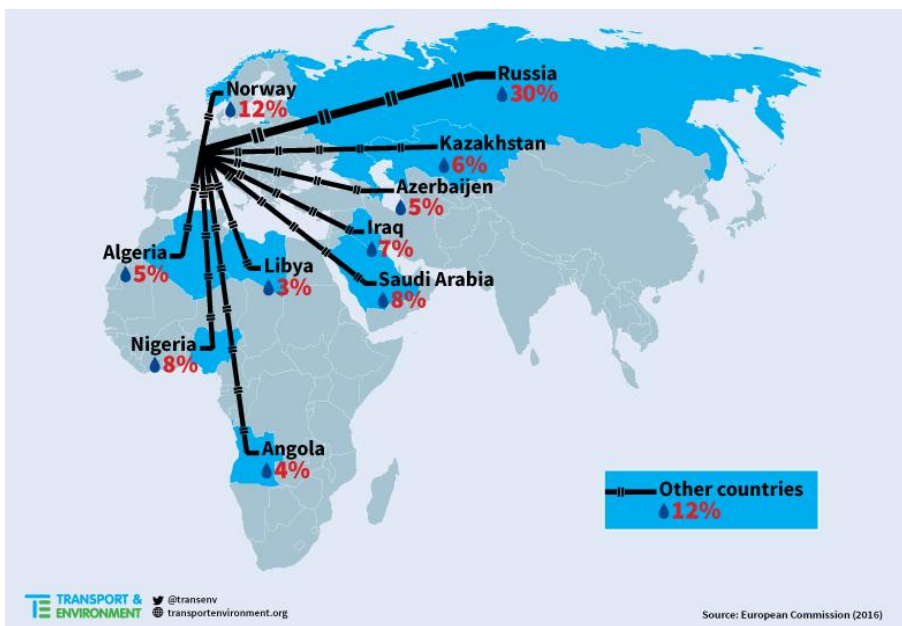 Norway
12%
Russia
30%
Kazakhstan
6%
Azerbaijen
5%
Iraq
7%
Saudi Arabia
8%
Algeria
5%
Libya
3%
Nigeria
8%
Angola
4%
Other countries
12%
TRANSPORT &
ENVIRONMENT
@transenv
transportenvironment.org
Source: European Commission (2016)